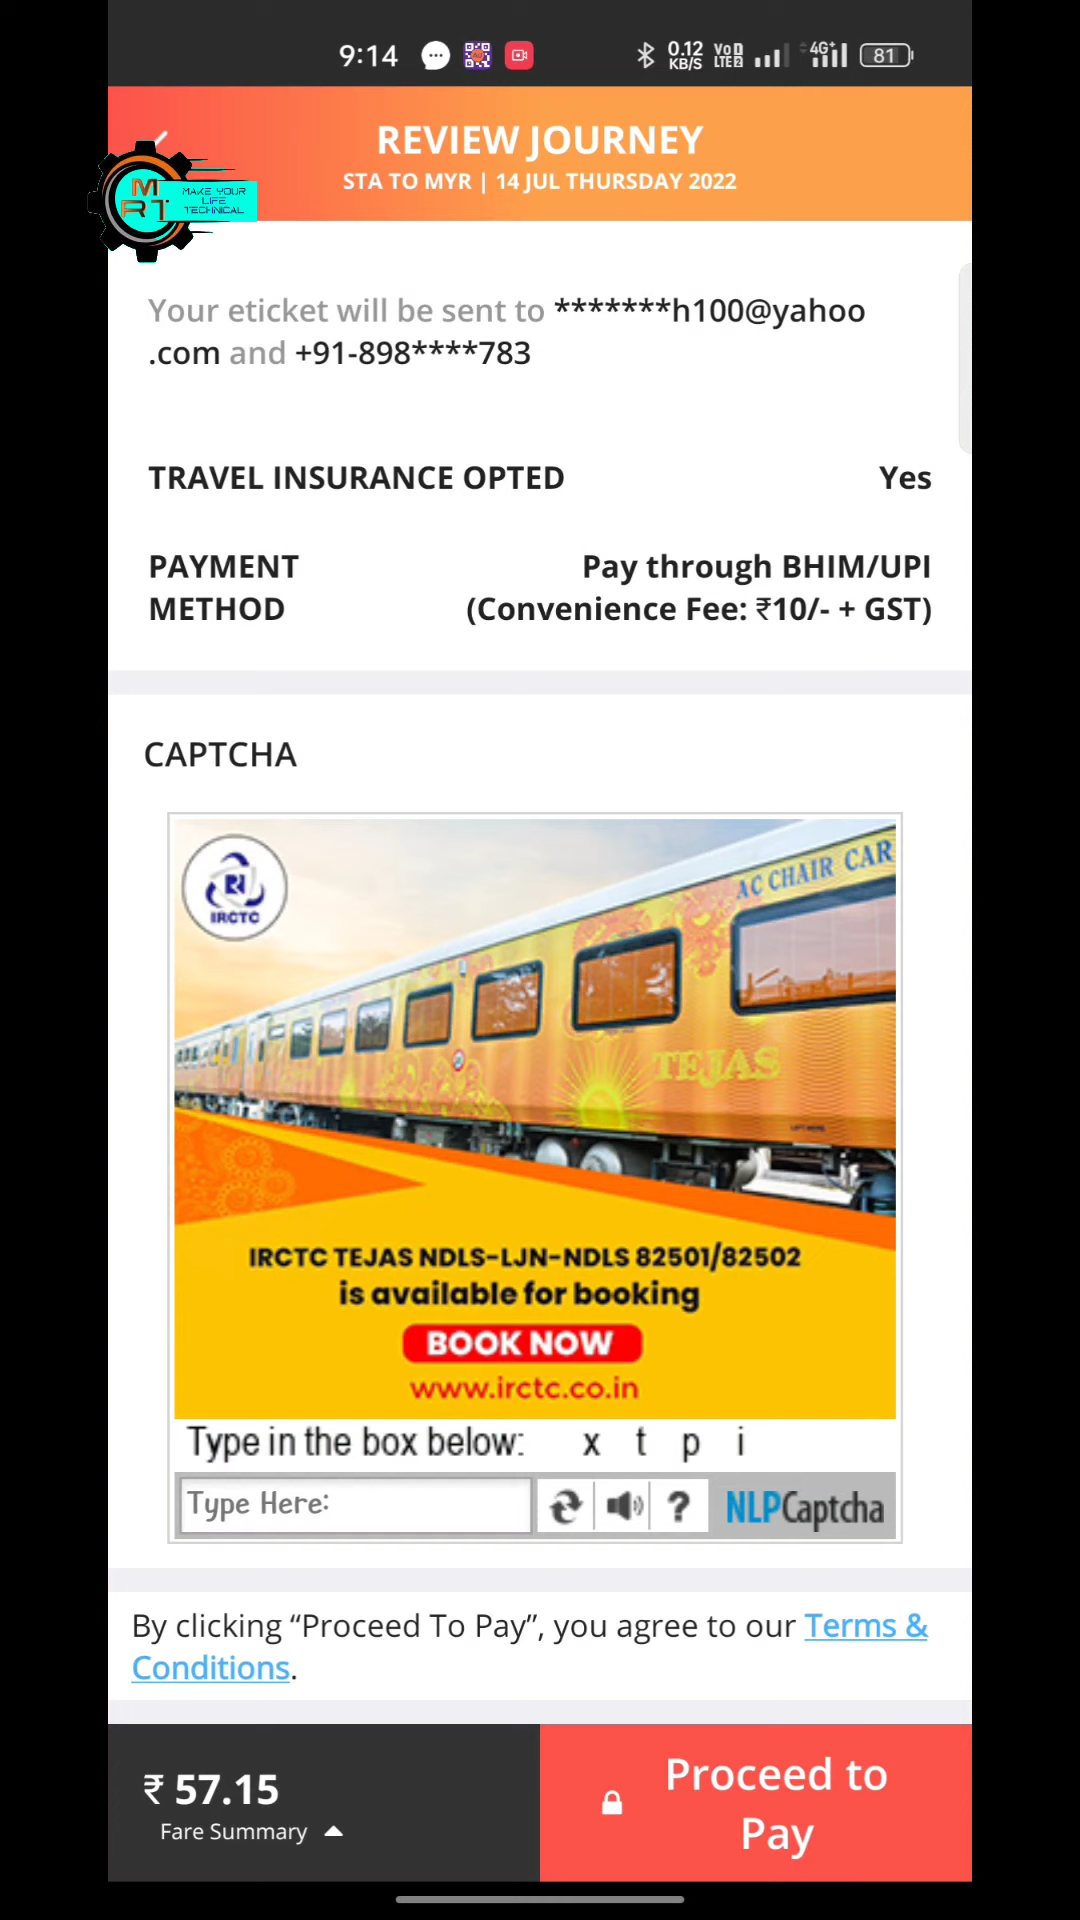 9:14
0.12 KB/S
VoD LTE2
4G+
81
REVIEW JOURNEY
STA TO MYR | 14 JUL THURSDAY 2022
MRT
MAKE YOUR
LIFE
TECHNICAL
Your eticket will be sent to *******h100@yahoo
.com and +91-898****783
TRAVEL INSURANCE OPTED Yes
PAYMENT Pay through BHIM/UPI
METHOD (Convenience Fee: ₹10/- + GST)
CAPTCHA
IRCTC
AC CHAIR CAR
TEJAS
IRCTC TEJAS NDLS-LJN-NDLS 82501/82502
is available for booking
BOOK NOW
www.irctc.co.in
Type in the box below: x t p i
Type Here:
?
NLPCaptcha
By clicking “Proceed To Pay”, you agree to our Terms &
Conditions.
₹ 57.15
Fare Summary
Proceed to
Pay